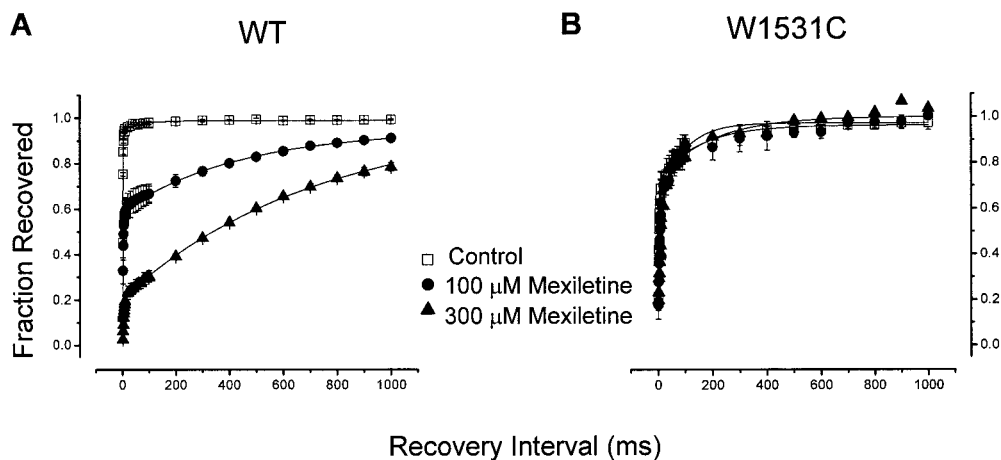 A
WT
B
W1531C
Fraction Recovered
1.0
0.8
0.6
0.4
0.2
0.0
0
200
400
600
800
1000
Control
100 μM Mexiletine
300 μM Mexiletine
1.0
0.8
0.6
0.4
0.2
0.0
0
200
400
600
800
1000
Recovery Interval (ms)